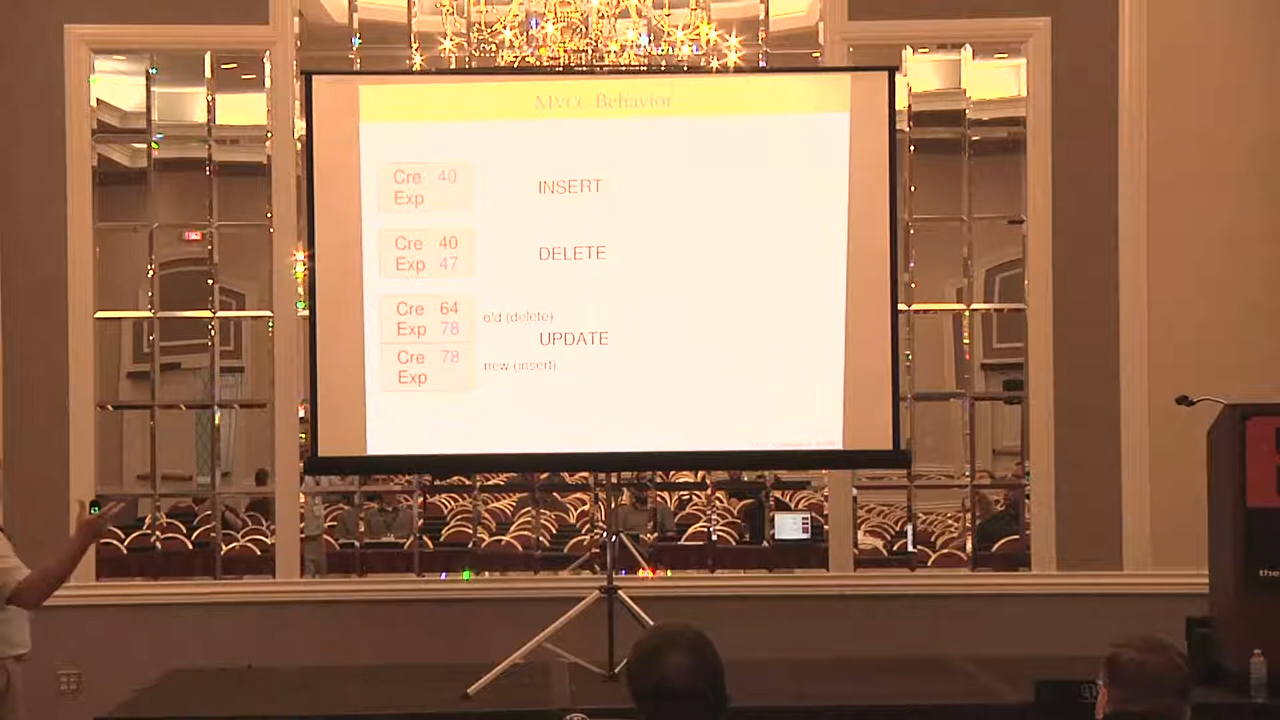 MVCC Behavior
Cre 40
Exp
INSERT
Cre 40
Exp 47
DELETE
Cre 64
Exp 78
old (delete)
UPDATE
Cre 78
Exp
new (insert)
the